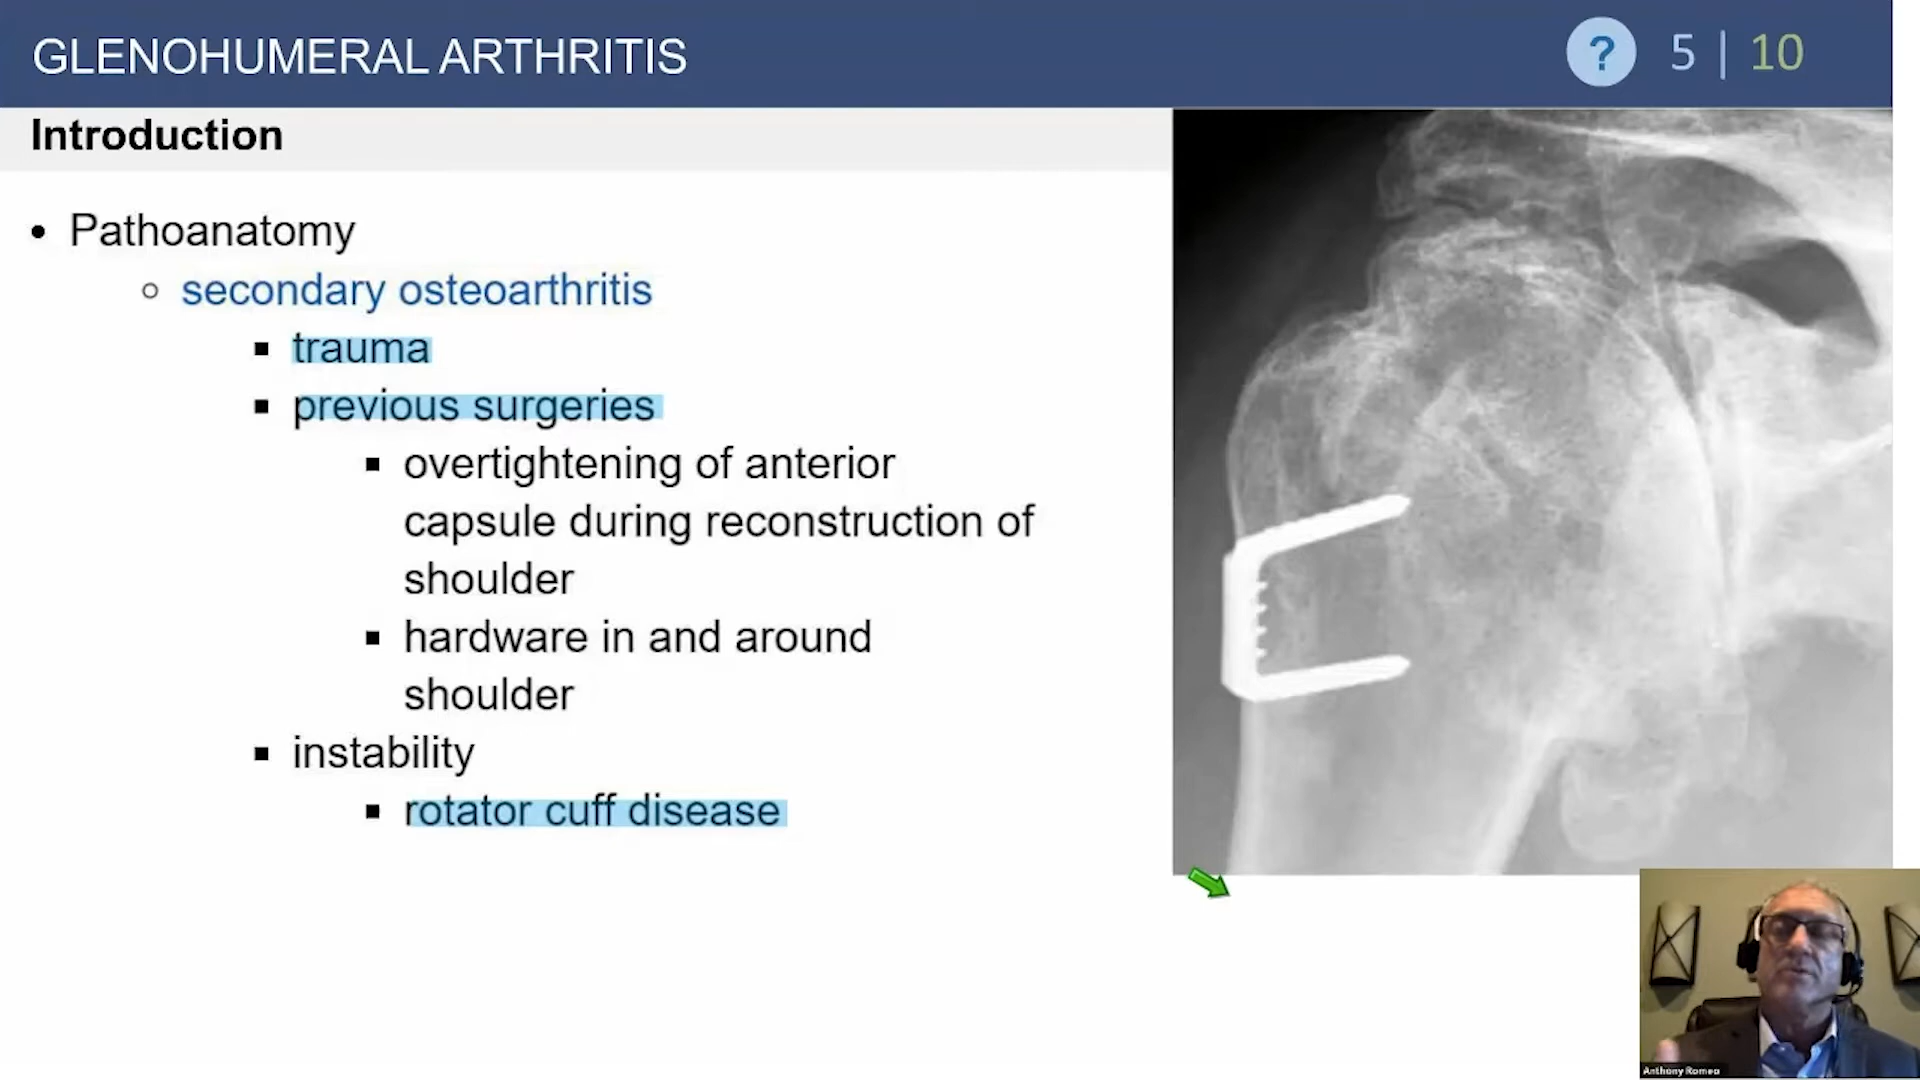 GLENOHUMERAL ARTHRITIS
? 5 | 10
Introduction
• Pathoanatomy
○ secondary osteoarthritis
▪ trauma
▪ previous surgeries
▪ overtightening of anterior
capsule during reconstruction of
shoulder
▪ hardware in and around
shoulder
▪ instability
▪ rotator cuff disease
Anthony Romeo